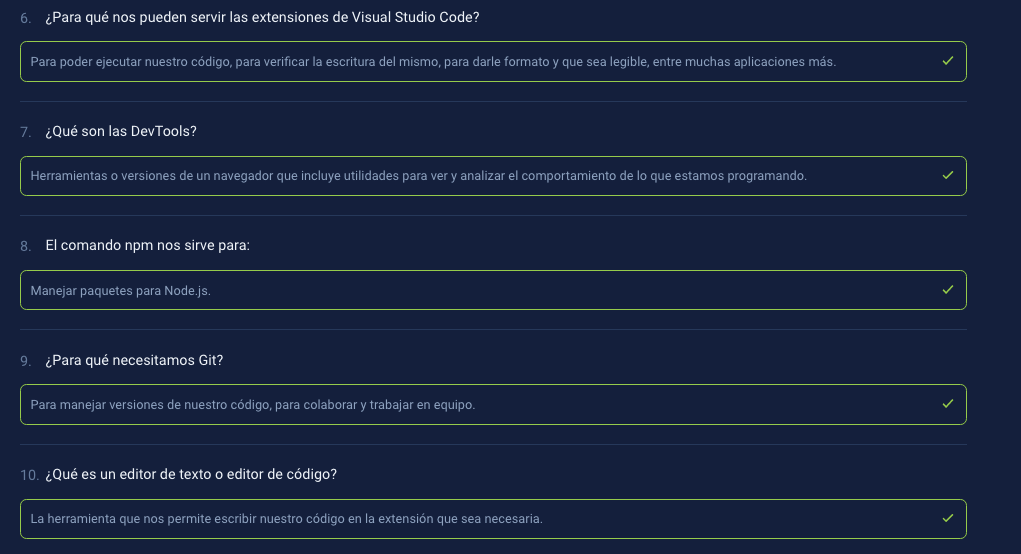 6. ¿Para qué nos pueden servir las extensiones de Visual Studio Code?
Para poder ejecutar nuestro código, para verificar la escritura del mismo, para darle formato y que sea legible, entre muchas aplicaciones más.
7. ¿Qué son las DevTools?
Herramientas o versiones de un navegador que incluye utilidades para ver y analizar el comportamiento de lo que estamos programando.
8. El comando npm nos sirve para:
Manejar paquetes para Node.js.
9. ¿Para qué necesitamos Git?
Para manejar versiones de nuestro código, para colaborar y trabajar en equipo.
10. ¿Qué es un editor de texto o editor de código?
La herramienta que nos permite escribir nuestro código en la extensión que sea necesaria.